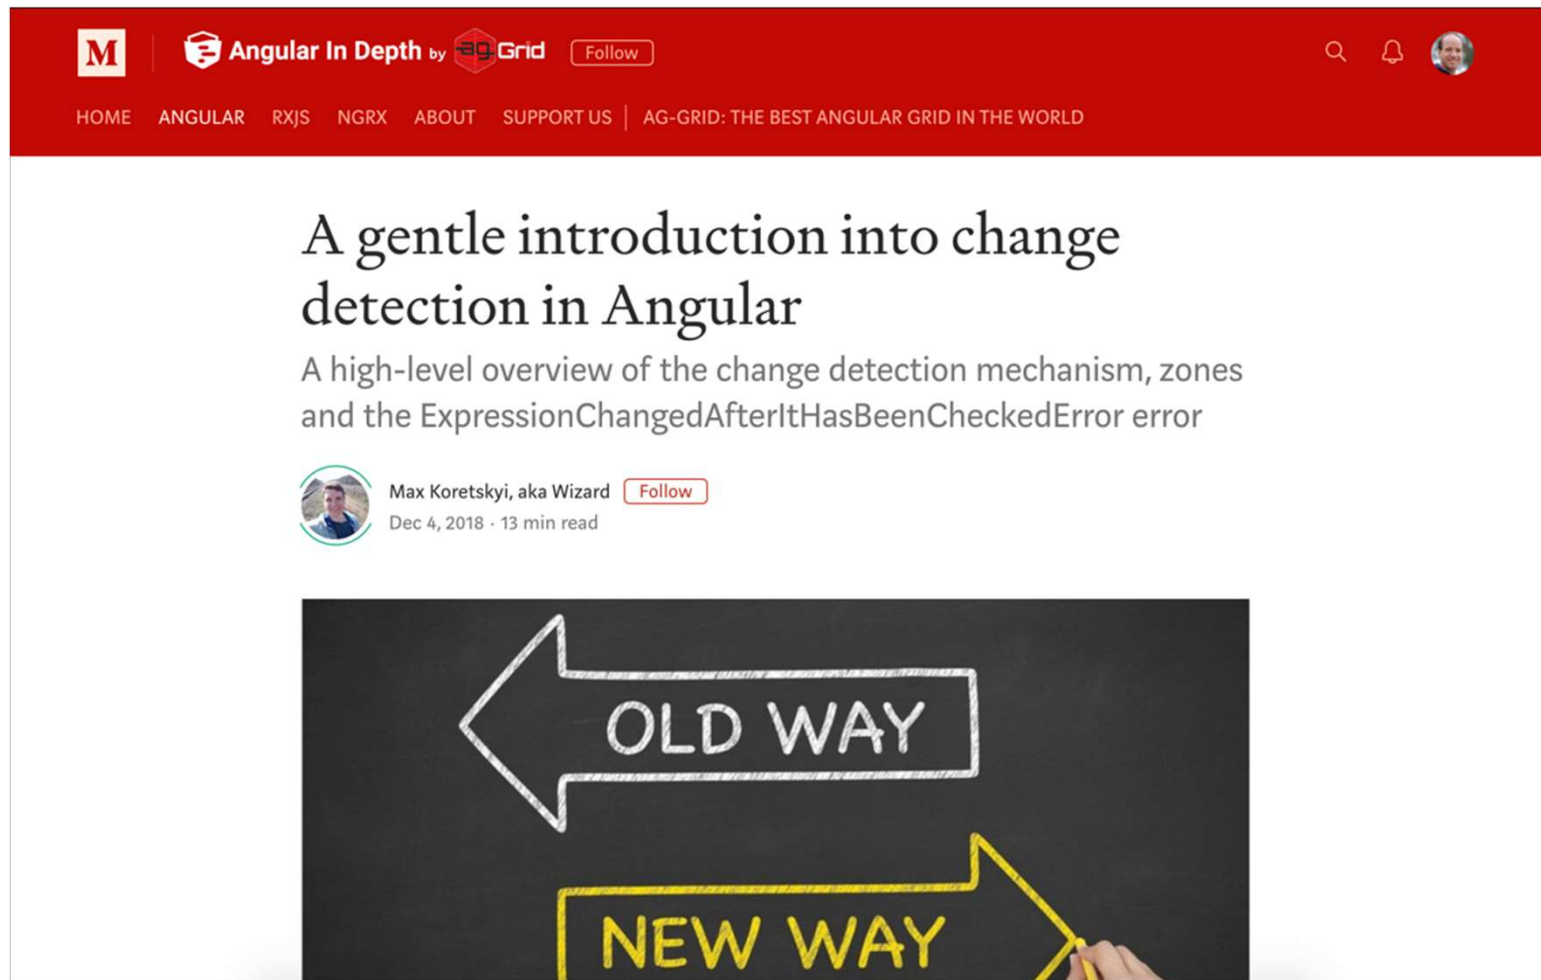 M
Angular In Depth by ag-Grid Follow
HOME ANGULAR RXJS NGRX ABOUT SUPPORT US AG-GRID: THE BEST ANGULAR GRID IN THE WORLD
A gentle introduction into change
detection in Angular
A high-level overview of the change detection mechanism, zones
and the ExpressionChangedAfterItHasBeenCheckedError error
Max Koretskyi, aka Wizard Follow
Dec 4, 2018 · 13 min read
OLD WAY
NEW WAY